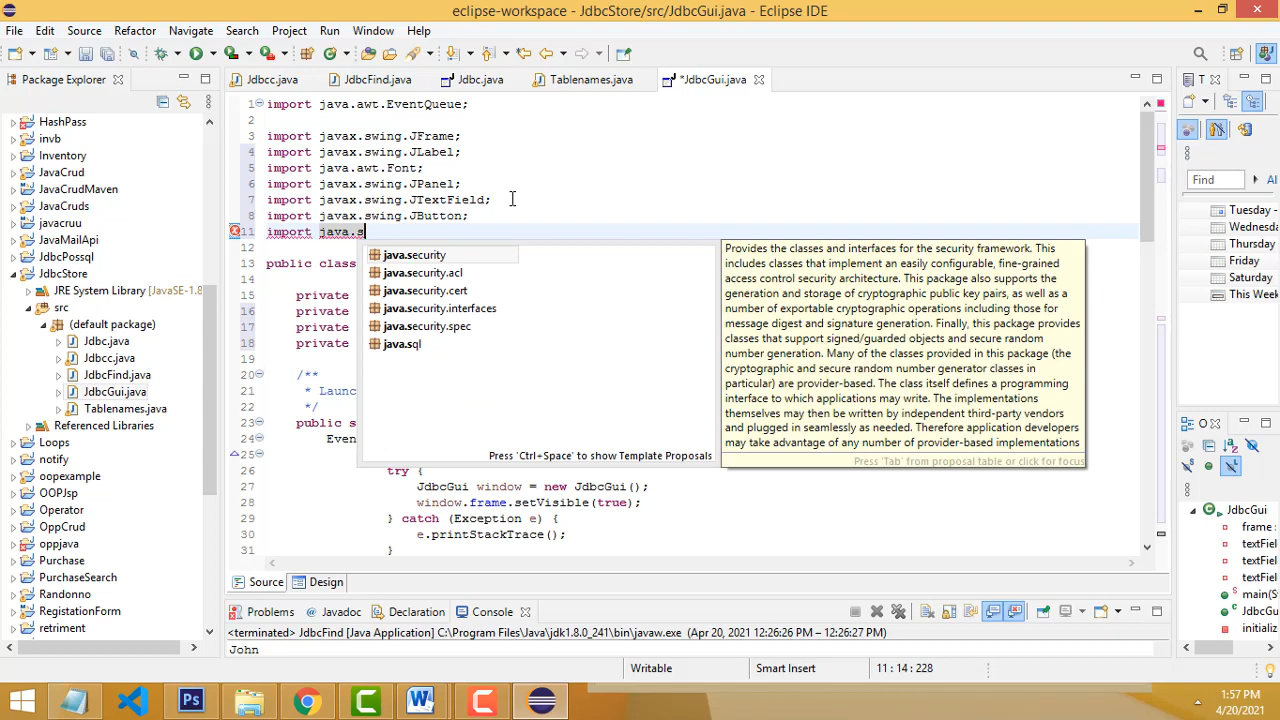 eclipse-workspace - JdbcStore/src/JdbcGui.java - Eclipse IDE
File Edit Source Refactor Navigate Search Project Run Window Help
Package Explorer
Jdbcc.java JdbcFind.java Jdbc.java Tablenames.java *JdbcGui.java
HashPass
invb
Inventory
JavaCrud
JavaCrudMaven
JavaCruds
javacruu
JavaMailApi
JdbcPossql
JdbcStore
JRE System Library [JavaSE-1.8
src
(default package)
Jdbc.java
Jdbcc.java
JdbcFind.java
JdbcGui.java
Tablenames.java
Referenced Libraries
Loops
notify
oopexample
OOPJsp
Operator
OppCrud
oppjava
Purchase
PurchaseSearch
Randonno
RegistationForm
retriment
1 import java.awt.EventQueue;
2
3 import javax.swing.JFrame;
4 import javax.swing.JLabel;
5 import java.awt.Font;
6 import javax.swing.JPanel;
7 import javax.swing.JTextField;
8 import javax.swing.JButton;
11 import java.s
12
13 public class
15 private
16 private
17 private
18 private
19
20 /**
21 * Launc
22 */
23 public s
24 Even
25
26 try {
27 JdbcGui window = new JdbcGui();
28 window.frame.setVisible(true);
29 } catch (Exception e) {
30 e.printStackTrace();
31 }
java.security
java.security.acl
java.security.cert
java.security.interfaces
java.security.spec
java.sql
Press 'Ctrl+Space' to show Template Proposals
Provides the classes and interfaces for the security framework. This
includes classes that implement an easily configurable, fine-grained
access control security architecture. This package also supports the
generation and storage of cryptographic public key pairs, as well as a
number of exportable cryptographic operations including those for
message digest and signature generation. Finally, this package provides
classes that support signed/guarded objects and secure random
number generation. Many of the classes provided in this package (the
cryptographic and secure random number generator classes in
particular) are provider-based. The class itself defines a programming
interface to which applications may write. The implementations
themselves may then be written by independent third-party vendors
and plugged in seamlessly as needed. Therefore application developers
may take advantage of any number of provider-based implementations
Press 'Tab' from proposal table or click for focus
Source Design
Problems Javadoc Declaration Console
<terminated> JdbcFind [Java Application] C:\Program Files\Java\jdk1.8.0_241\bin\javaw.exe (Apr 20, 2021 12:26:26 PM – 12:26:27 PM)
John
T
Find Al
Tuesday -
Wednesda
Thursday
Friday
Saturday
This Week
O
JdbcGui
frame :
textFiel
textFiel
textFiel
main(S
JdbcGu
initializ
Writable Smart Insert 11 : 14 : 228
1:57 PM
4/20/2021